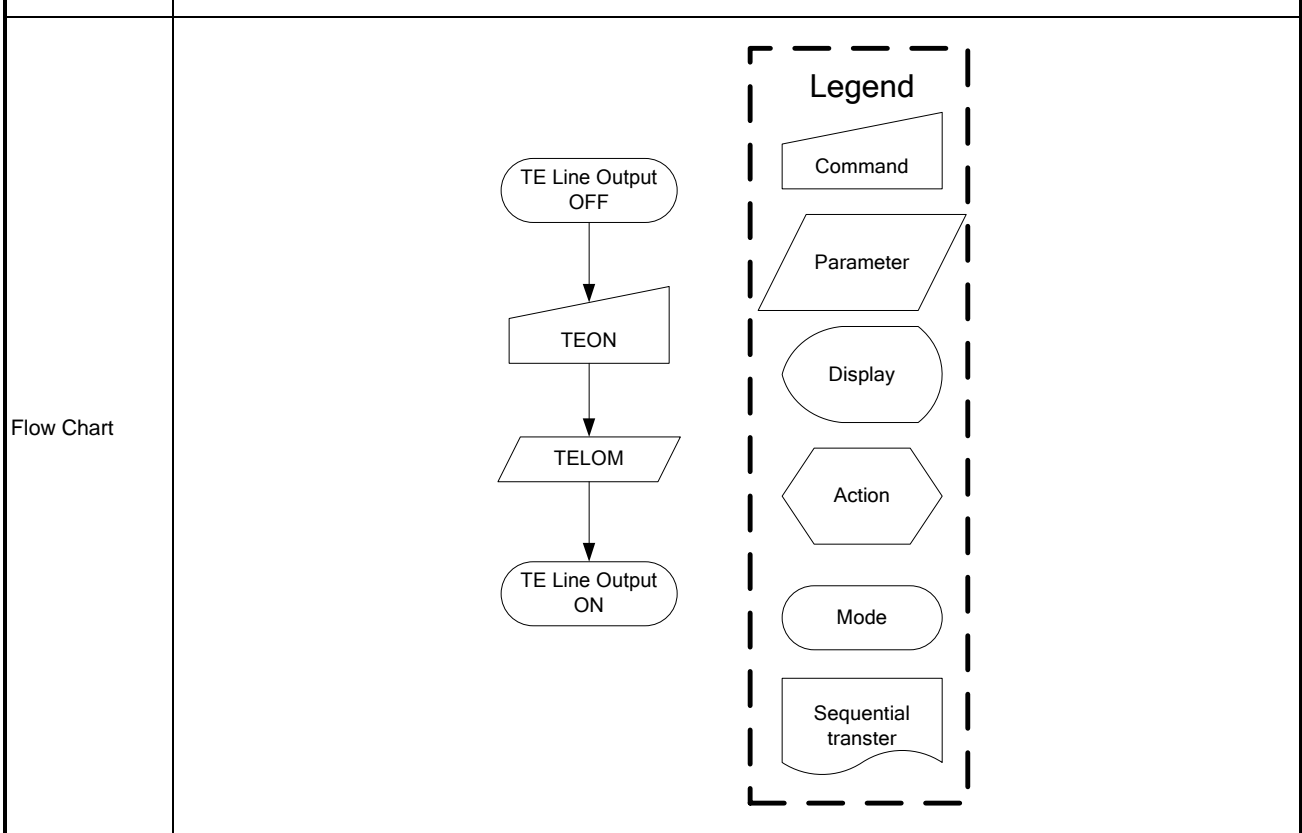 Flow Chart
TE Line Output
OFF
TEON
TELOM
TE Line Output
ON
Legend
Command
Parameter
Display
Action
Mode
Sequential
transter